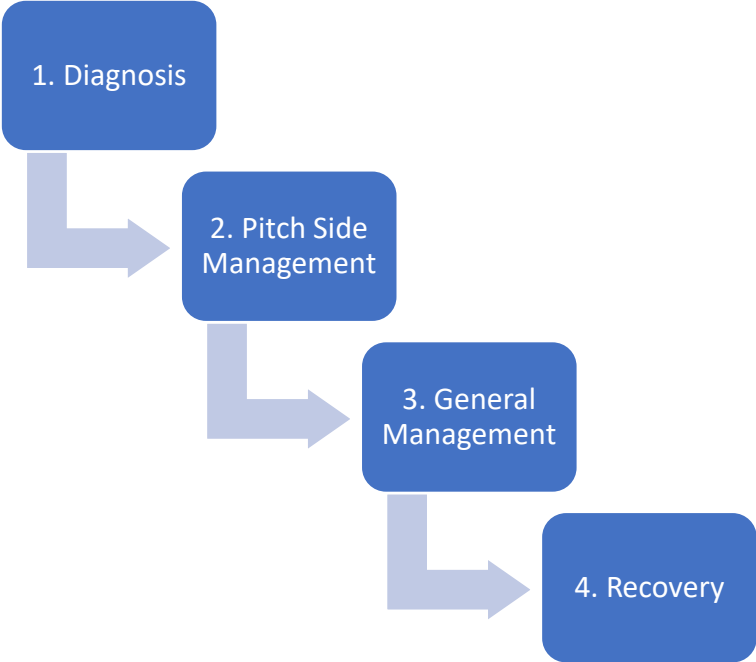 1. Diagnosis
2. Pitch Side
Management
3. General
Management
4. Recovery